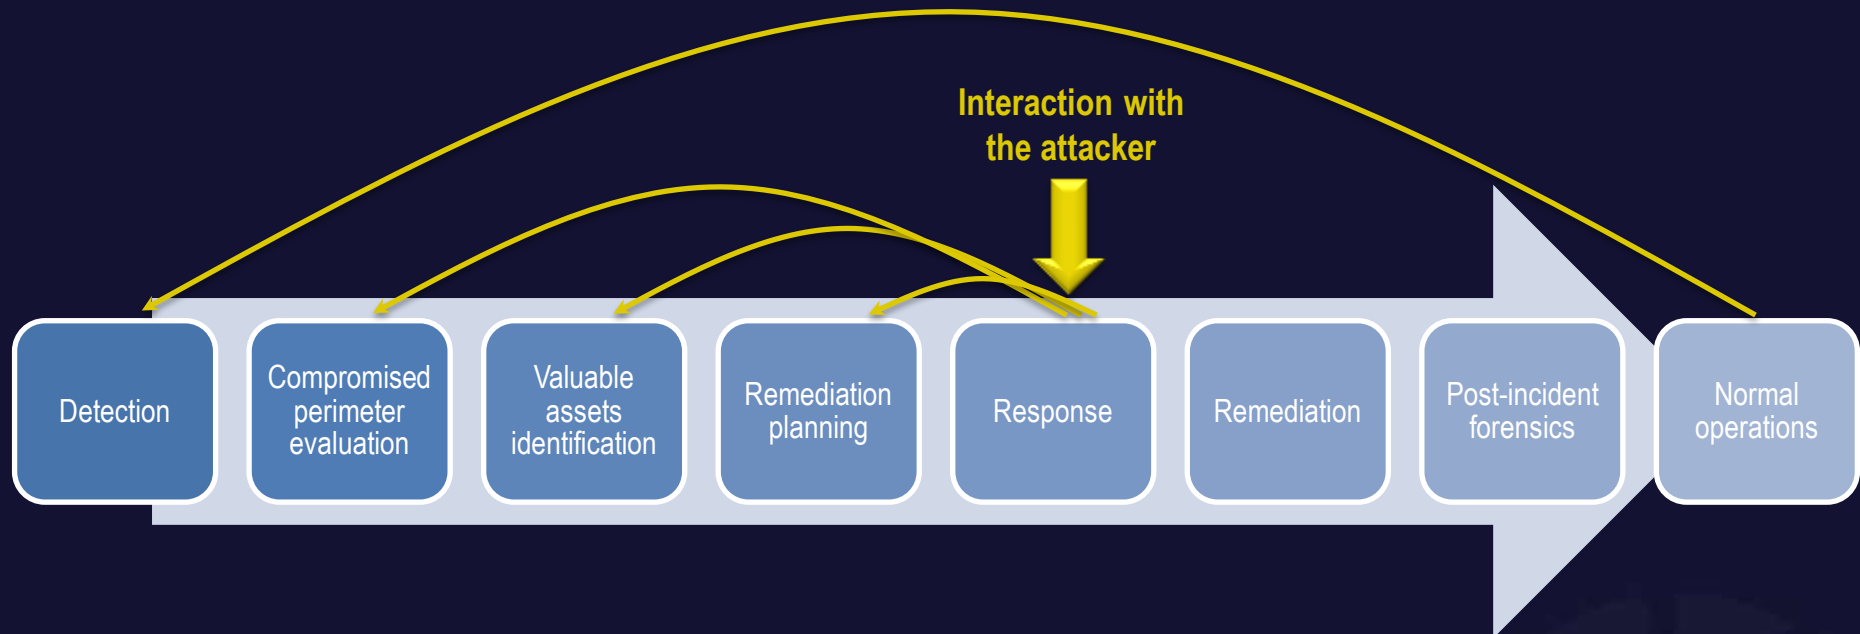 Interaction with
the attacker
Detection
Compromised
perimeter
evaluation
Valuable
assets
identification
Remediation
planning
Response
Remediation
Post-incident
forensics
Normal
operations